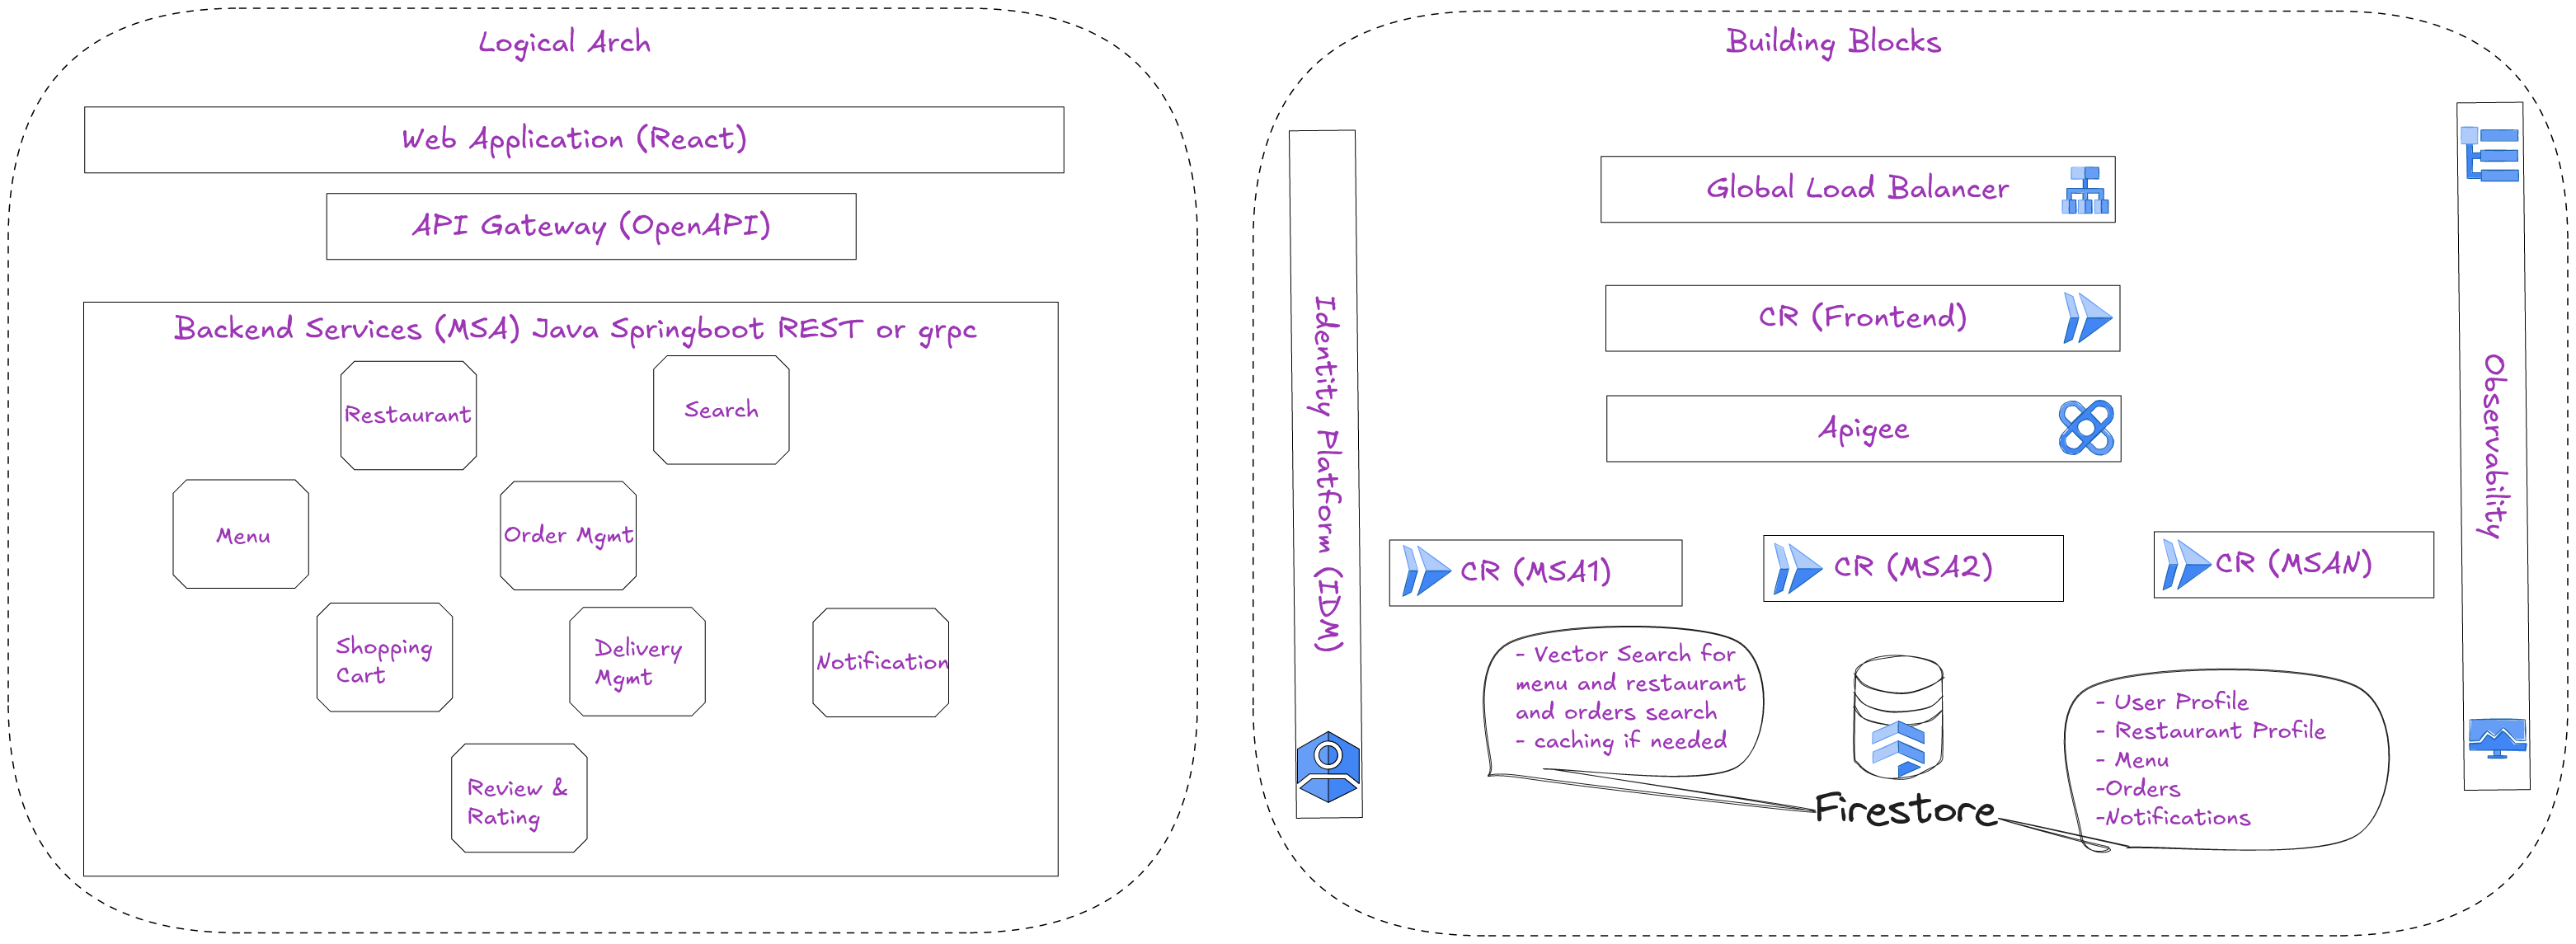 Logical Arch
Web Application (React)
API Gateway (OpenAPI)
Backend Services (MSA) Java Springboot REST or grpc
Restaurant
Search
Menu
Order Mgmt
Shopping
Cart
Delivery
Mgmt
Notification
Review &
Rating
Building Blocks
Identity Platform (IDM)
Global Load Balancer
CR (Frontend)
Apigee
CR (MSA1)
CR (MSA2)
CR (MSAN)
- Vector Search for
menu and restaurant
and orders search
- caching if needed
Firestore
- User Profile
- Restaurant Profile
- Menu
-Orders
-Notifications
Observability